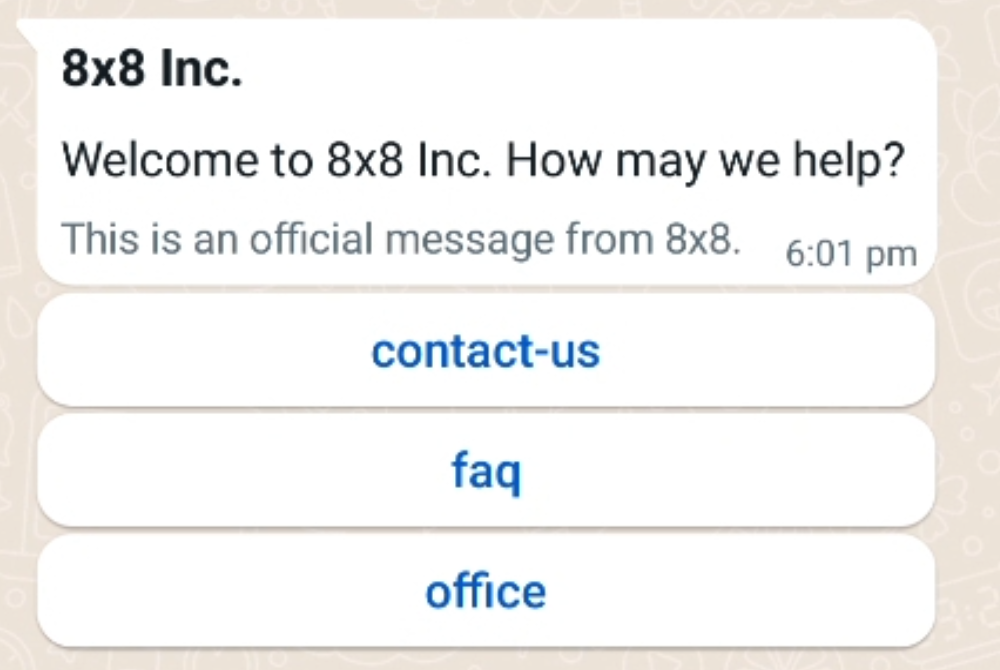 8x8 Inc.
Welcome to 8x8 Inc. How may we help?
This is an official message from 8x8.
6:01 pm
contact-us
faq
office